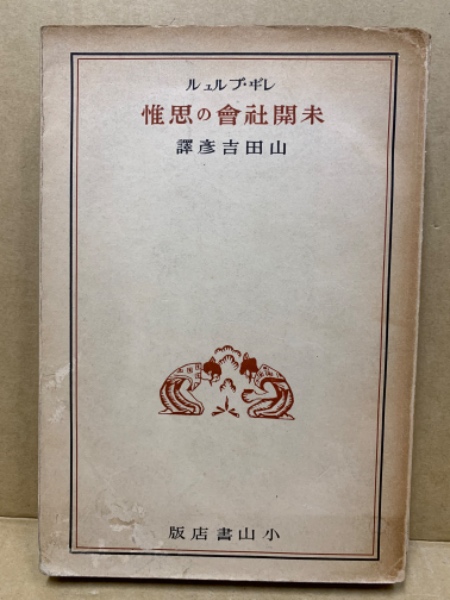 レヸ・ブルュル
未開社會の思惟
山田吉彦譯
小山書店版